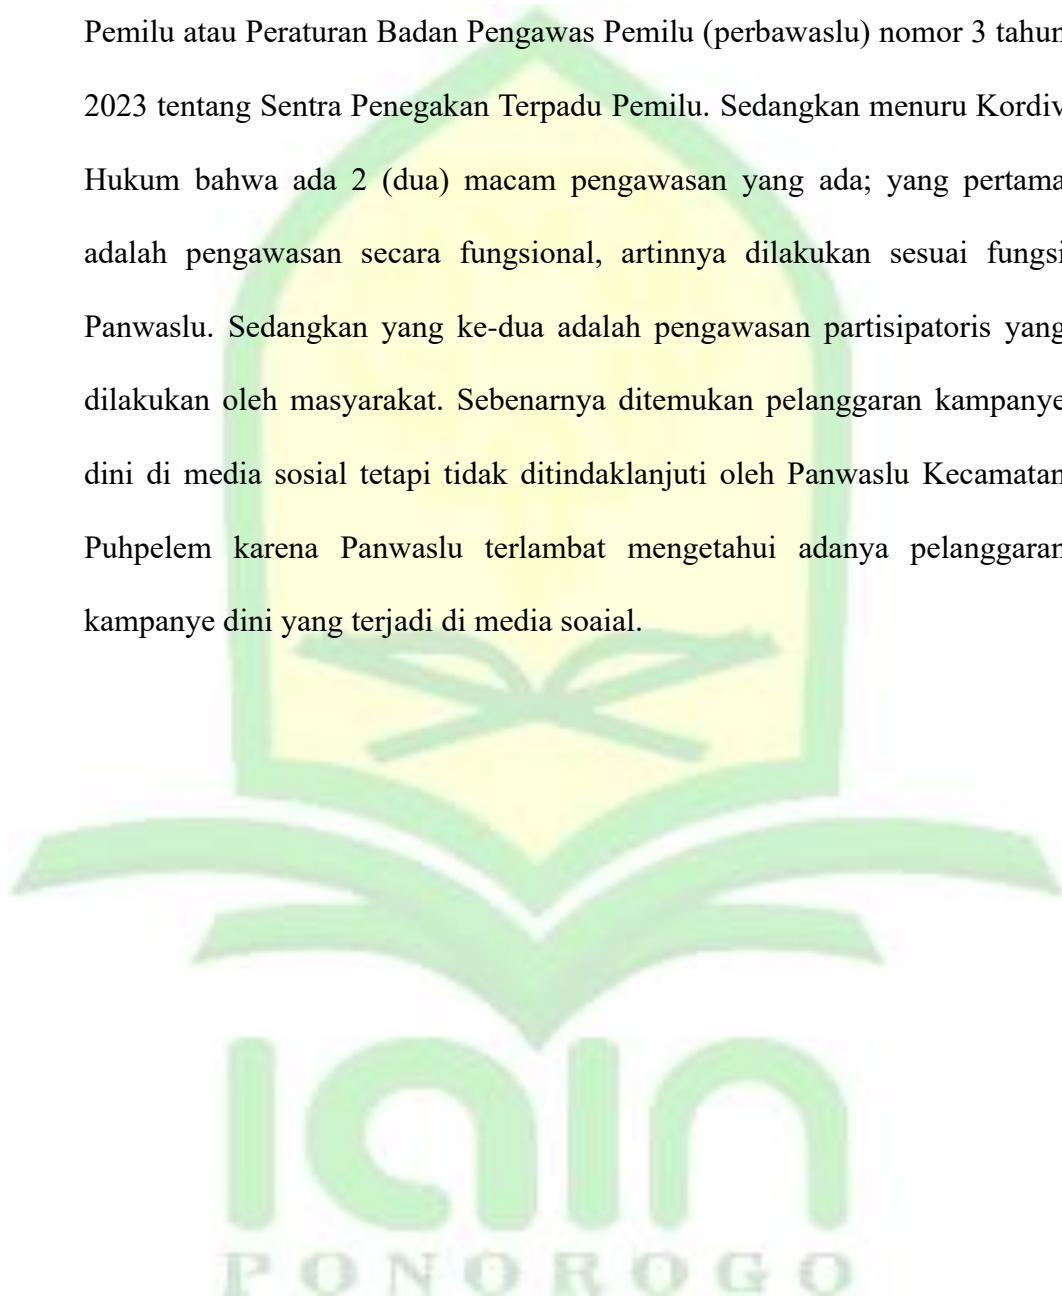 Pemilu atau Peraturan Badan Pengawas Pemilu (perbawaslu) nomor 3 tahun
2023 tentang Sentra Penegakan Terpadu Pemilu. Sedangkan menuru Kordiv
Hukum bahwa ada 2 (dua) macam pengawasan yang ada; yang pertama
adalah pengawasan secara fungsional, artinnya dilakukan sesuai fungsi
Panwaslu. Sedangkan yang ke-dua adalah pengawasan partisipatoris yang
dilakukan oleh masyarakat. Sebenarnya ditemukan pelanggaran kampanye
dini di media sosial tetapi tidak ditindaklanjuti oleh Panwaslu Kecamatan
Puhpelem karena Panwaslu terlambat mengetahui adanya pelanggaran
kampanye dini yang terjadi di media soaial.
iain
PONOROGO